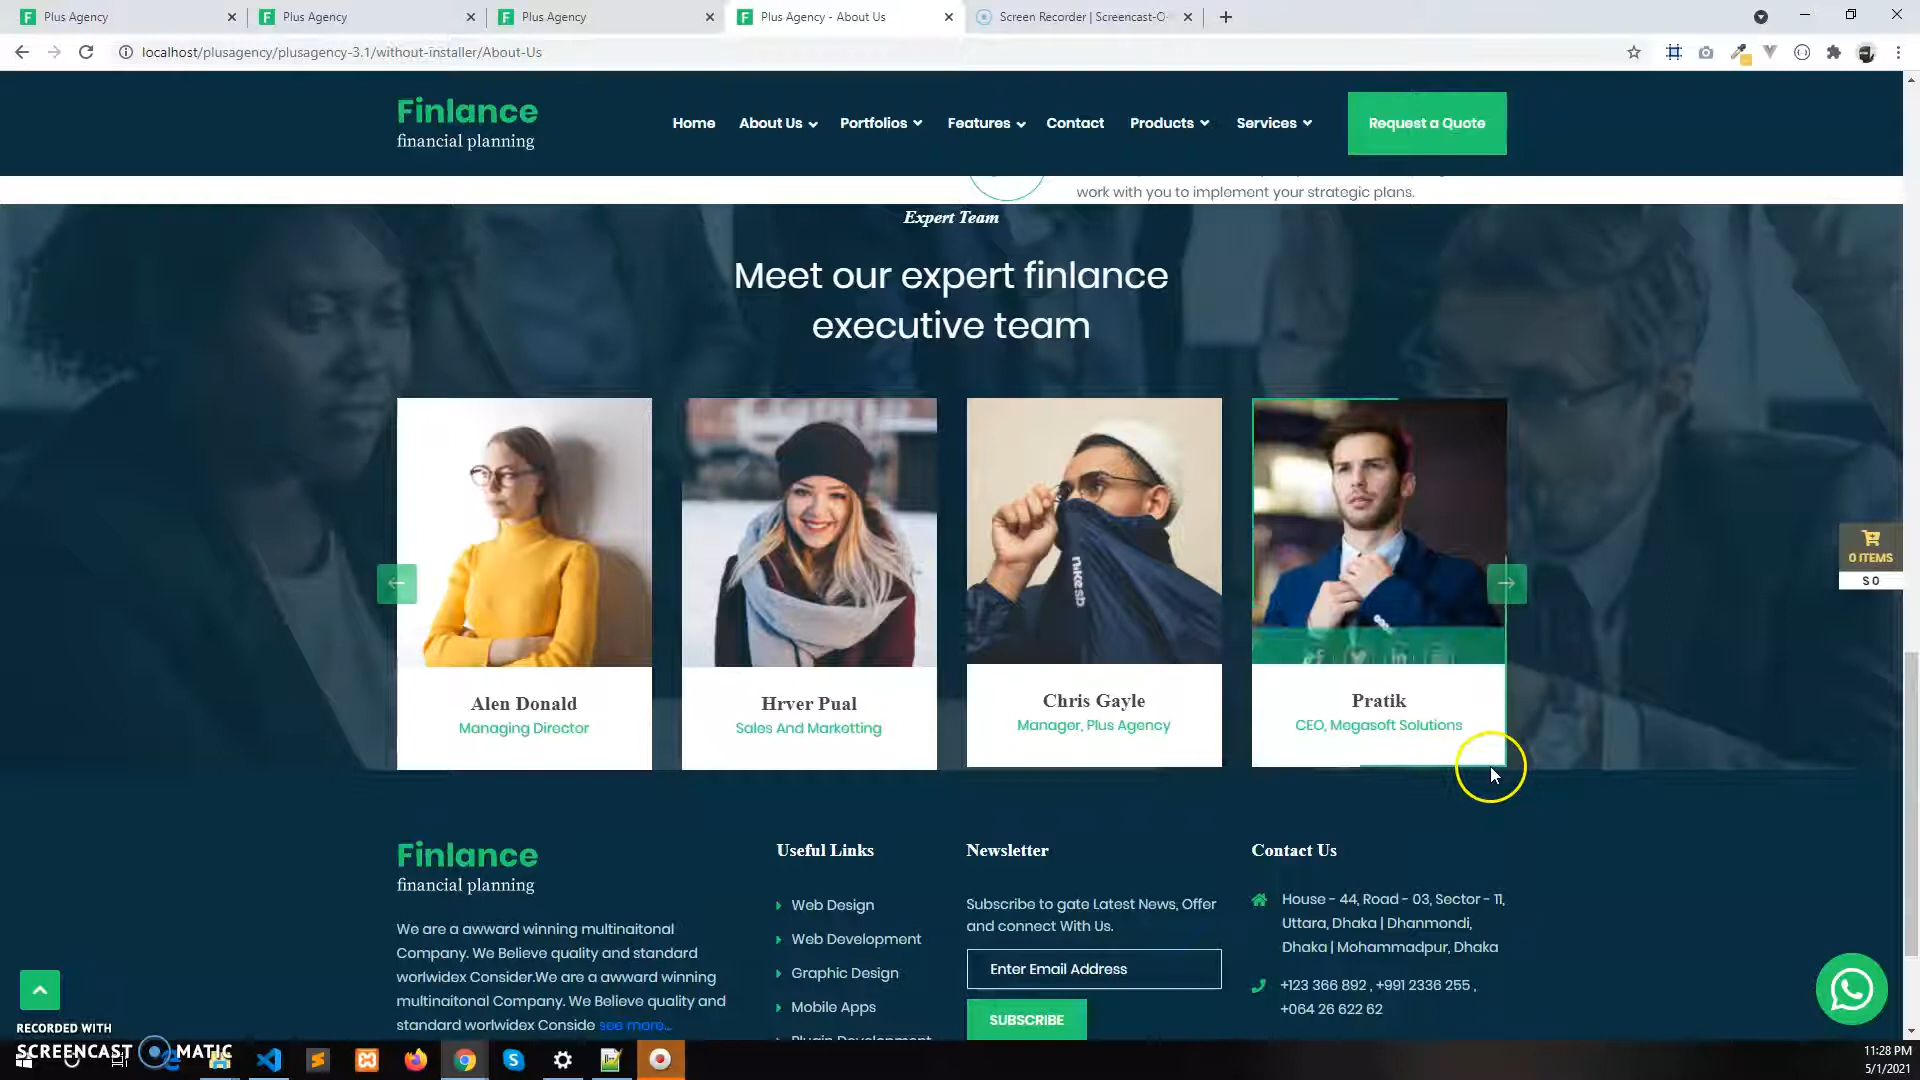 Plus Agency
Plus Agency
Plus Agency
Plus Agency - About Us
Screen Recorder | Screencast-O-
localhost/plusagency/plusagency-3.1/without-installer/About-Us
Finlance
financial planning
Home
About Us
Portfolios
Features
Contact
Products
Services
Request a Quote
work with you to implement your strategic plans.
Expert Team
Meet our expert finlance
executive team
nikesb
0 ITEMS
$ 0
Alen Donald
Managing Director
Hrver Pual
Sales And Marketting
Chris Gayle
Manager, Plus Agency
Pratik
CEO, Megasoft Solutions
Finlance
financial planning
We are a awward winning multinaitonal
Company. We Believe quality and standard
worlwidex Consider.We are a awward winning
multinaitonal Company. We Believe quality and
standard worlwidex Conside see more...
Useful Links
Web Design
Web Development
Graphic Design
Mobile Apps
Plugin Development
Newsletter
Subscribe to gate Latest News, Offer
and connect With Us.
Enter Email Address
SUBSCRIBE
Contact Us
House - 44, Road - 03, Sector - 11,
Uttara, Dhaka | Dhanmondi,
Dhaka | Mohammadpur, Dhaka
+123 366 892 , +991 2336 255 ,
+064 26 622 62
RECORDED WITH
SCREENCAST MATIC
11:28 PM
5/1/2021